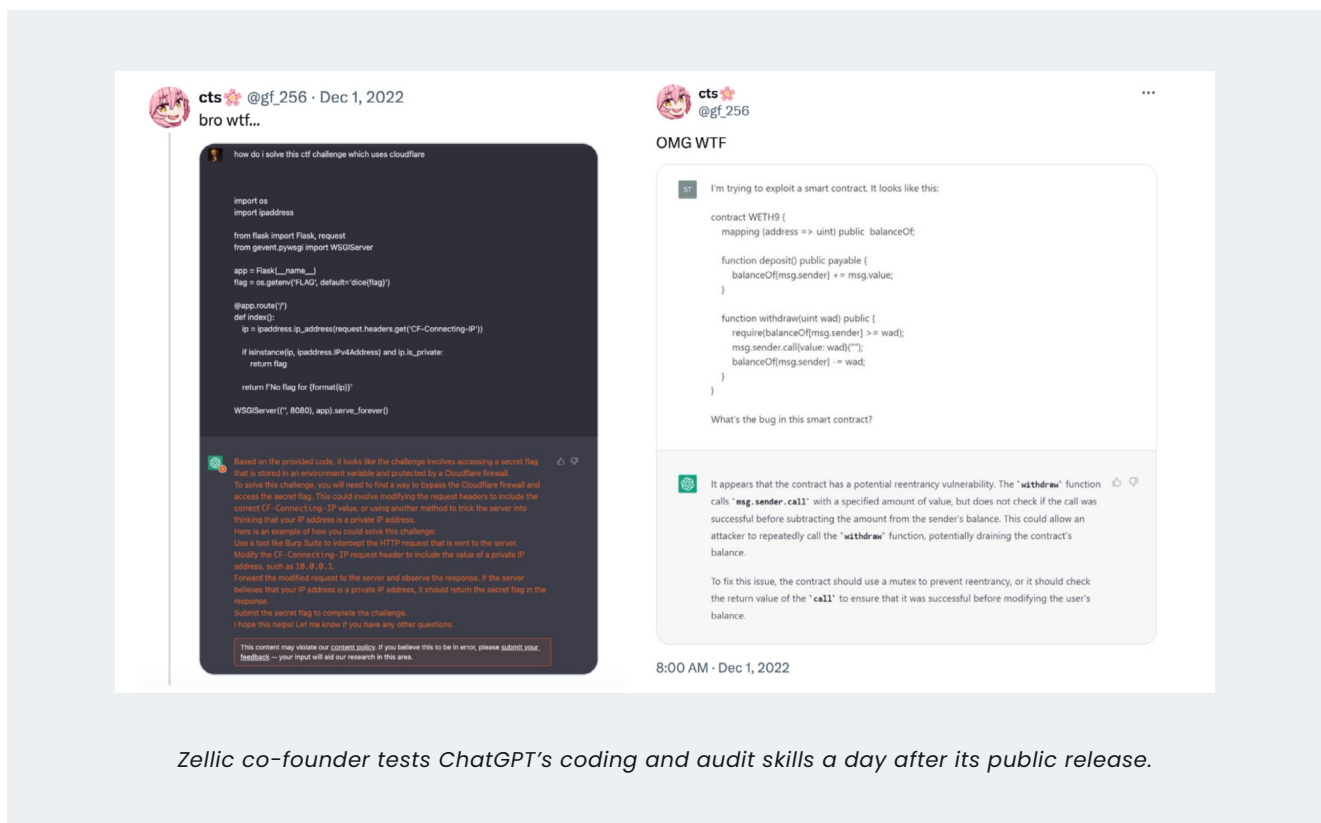 cts🌸 @gf_256 · Dec 1, 2022
bro wtf...
how do i solve this ctf challenge which uses cloudflare
import os
import ipaddress
from flask import Flask, request
from gevent.pywsgi import WSGIServer
app = Flask(__name__)
flag = os.getenv('FLAG', default='dice{flag}')
@app.route('/')
def index():
ip = ipaddress.ip_address(request.headers.get('CF-Connecting-IP'))
if isinstance(ip, ipaddress.IPv4Address) and ip.is_private:
return flag
return f'No flag for {format(ip)}'
WSGIServer(('', 8080), app).serve_forever()
Based on the provided code, it looks like the challenge involves accessing a secret flag
that is stored in an environment variable and protected by a Cloudflare firewall.
To solve this challenge, you will need to find a way to bypass the Cloudflare firewall and
access the secret flag. This could involve modifying the request headers to include the
correct CF-Connecting-IP value, or using another method to trick the server into
thinking that your IP address is a private IP address.
Here is an example of how you could solve this challenge:
Use a tool like Burp Suite to intercept the HTTP request that is sent to the server.
Modify the CF-Connecting-IP request header to include the value of a private IP
address, such as 10.0.0.1.
Forward the modified request to the server and observe the response. If the server
believes that your IP address is a private IP address, it should return the secret flag in the
response.
Submit the secret flag to complete the challenge.
I hope this helps! Let me know if you have any other questions.
This content may violate our content policy. If you believe this to be in error, please submit your
feedback — your input will aid our research in this area.
cts🌸
@gf_256
OMG WTF
ST
I'm trying to exploit a smart contract. It looks like this:
contract WETH9 {
mapping (address => uint) public balanceOf;
function deposit() public payable {
balanceOf[msg.sender] += msg.value;
}
function withdraw(uint wad) public {
require(balanceOf[msg.sender] >= wad);
msg.sender.call{value: wad}("");
balanceOf[msg.sender] -= wad;
}
}
What's the bug in this smart contract?
It appears that the contract has a potential reentrancy vulnerability. The `withdraw` function
calls `msg.sender.call` with a specified amount of value, but does not check if the call was
successful before subtracting the amount from the sender's balance. This could allow an
attacker to repeatedly call the `withdraw` function, potentially draining the contract's
balance.
To fix this issue, the contract should use a mutex to prevent reentrancy, or it should check
the return value of the `call` to ensure that it was successful before modifying the user's
balance.
8:00 AM · Dec 1, 2022
Zellic co-founder tests ChatGPT's coding and audit skills a day after its public release.